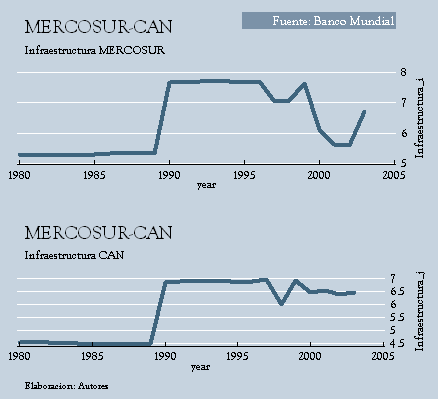 MERCOSUR-CAN
Fuente: Banco Mundial
Infraestructura MERCOSUR
8
7
6
5
Infraestructura_i
1980 1985 1990 1995 2000 2005
year
MERCOSUR-CAN
Infraestructura CAN
7
6.5
6
5.5
5
4.5
Infraestructura_j
1980 1985 1990 1995 2000 2005
year
Elaboracion: Autores